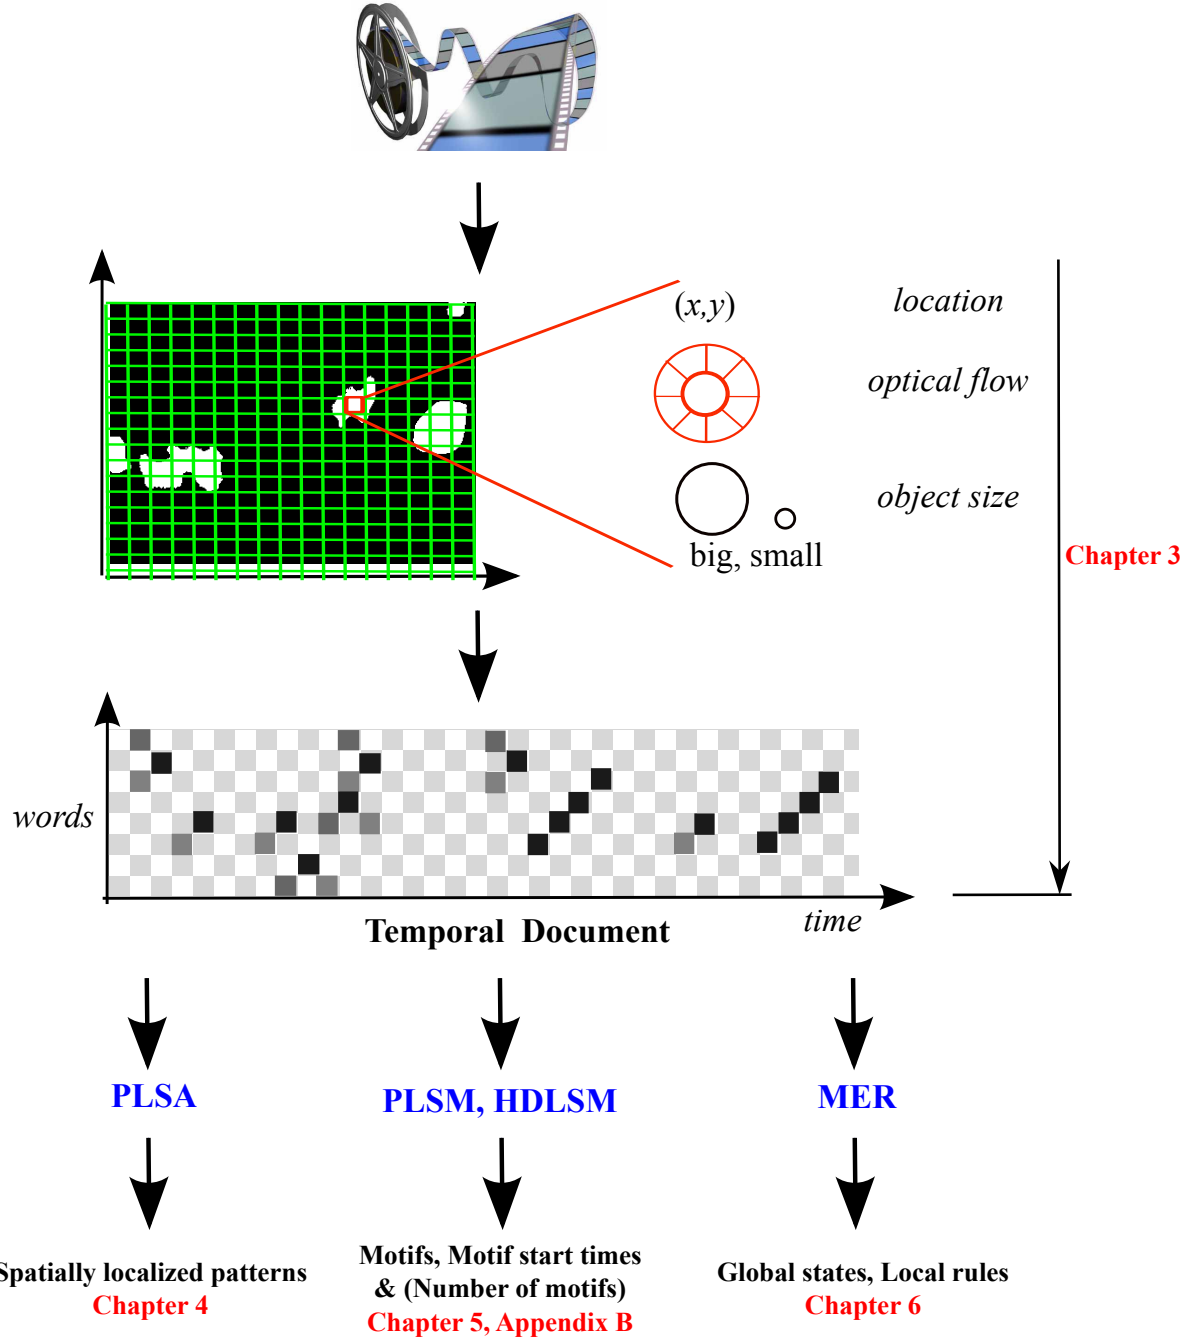 (x,y)
location
optical flow
object size
big, small
Chapter 3
words
time
Temporal Document
PLSA
PLSM, HDLSM
MER
Spatially localized patterns
Chapter 4
Motifs, Motif start times
& (Number of motifs)
Chapter 5, Appendix B
Global states, Local rules
Chapter 6